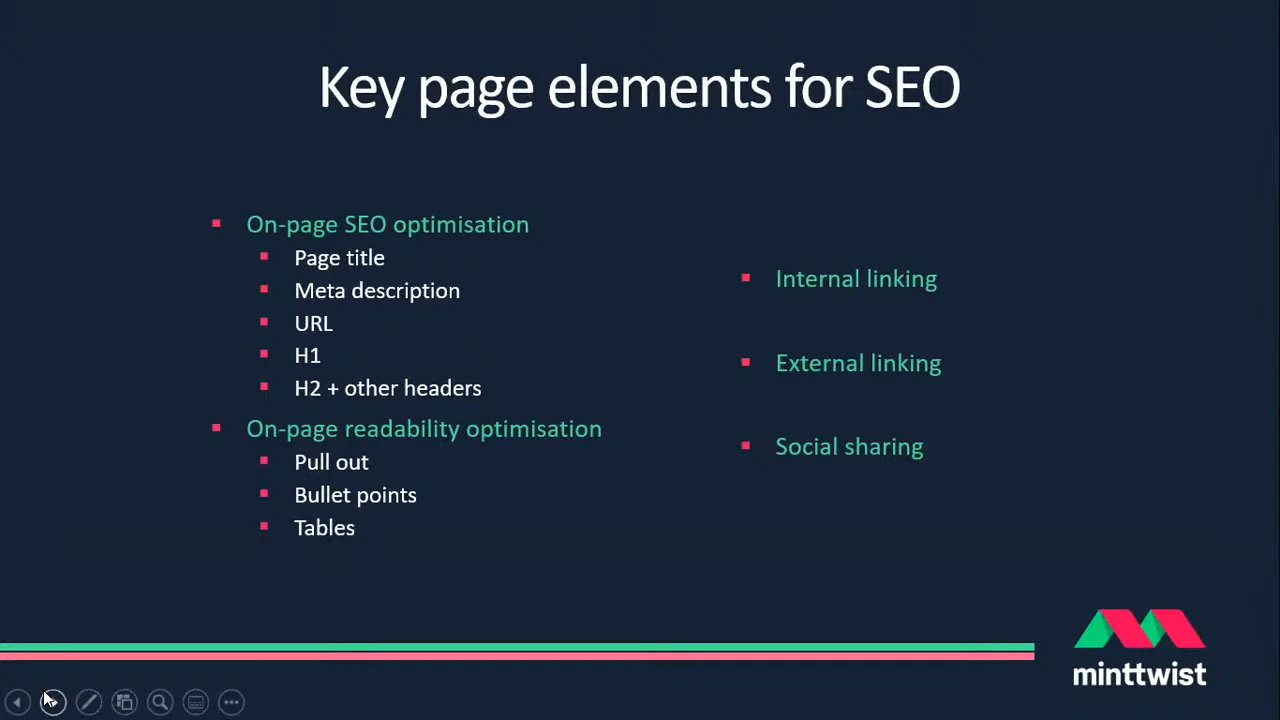 Key page elements for SEO
On-page SEO optimisation
Page title
Meta description
URL
H1
H2 + other headers
On-page readability optimisation
Pull out
Bullet points
Tables
Internal linking
External linking
Social sharing
minttwist